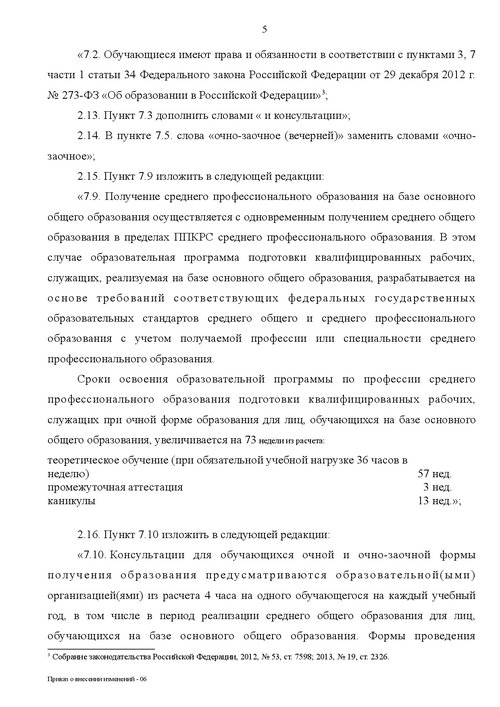 5
«7.2. Обучающиеся имеют права и обязанности в соответствии с пунктами 3, 7
части 1 статьи 34 Федерального закона Российской Федерации от 29 декабря 2012 г.
№ 273-ФЗ «Об образовании в Российской Федерации»³;
2.13. Пункт 7.3 дополнить словами « и консультации»;
2.14. В пункте 7.5. слова «очно-заочное (вечерней)» заменить словами «очно-
заочное»;
2.15. Пункт 7.9 изложить в следующей редакции:
«7.9. Получение среднего профессионального образования на базе основного
общего образования осуществляется с одновременным получением среднего общего
образования в пределах ППКРС среднего профессионального образования. В этом
случае образовательная программа подготовки квалифицированных рабочих,
служащих, реализуемая на базе основного общего образования, разрабатывается на
основе требований соответствующих федеральных государственных
образовательных стандартов среднего общего и среднего профессионального
образования с учетом получаемой профессии или специальности среднего
профессионального образования.
Сроки освоения образовательной программы по профессии среднего
профессионального образования подготовки квалифицированных рабочих,
служащих при очной форме образования для лиц, обучающихся на базе основного
общего образования, увеличивается на 73 недели из расчета:
теоретическое обучение (при обязательной учебной нагрузке 36 часов в
неделю) 57 нед.
промежуточная аттестация 3 нед.
каникулы 13 нед.»;
2.16. Пункт 7.10 изложить в следующей редакции:
«7.10. Консультации для обучающихся очной и очно-заочной формы
получения образования предусматриваются образовательной(ыми)
организацией(ями) из расчета 4 часа на одного обучающегося на каждый учебный
год, в том числе в период реализации среднего общего образования для лиц,
обучающихся на базе основного общего образования. Формы проведения
³ Собрание законодательства Российской Федерации, 2012, № 53, ст. 7598; 2013, № 19, ст. 2326.
Приказ о внесении изменений - 06